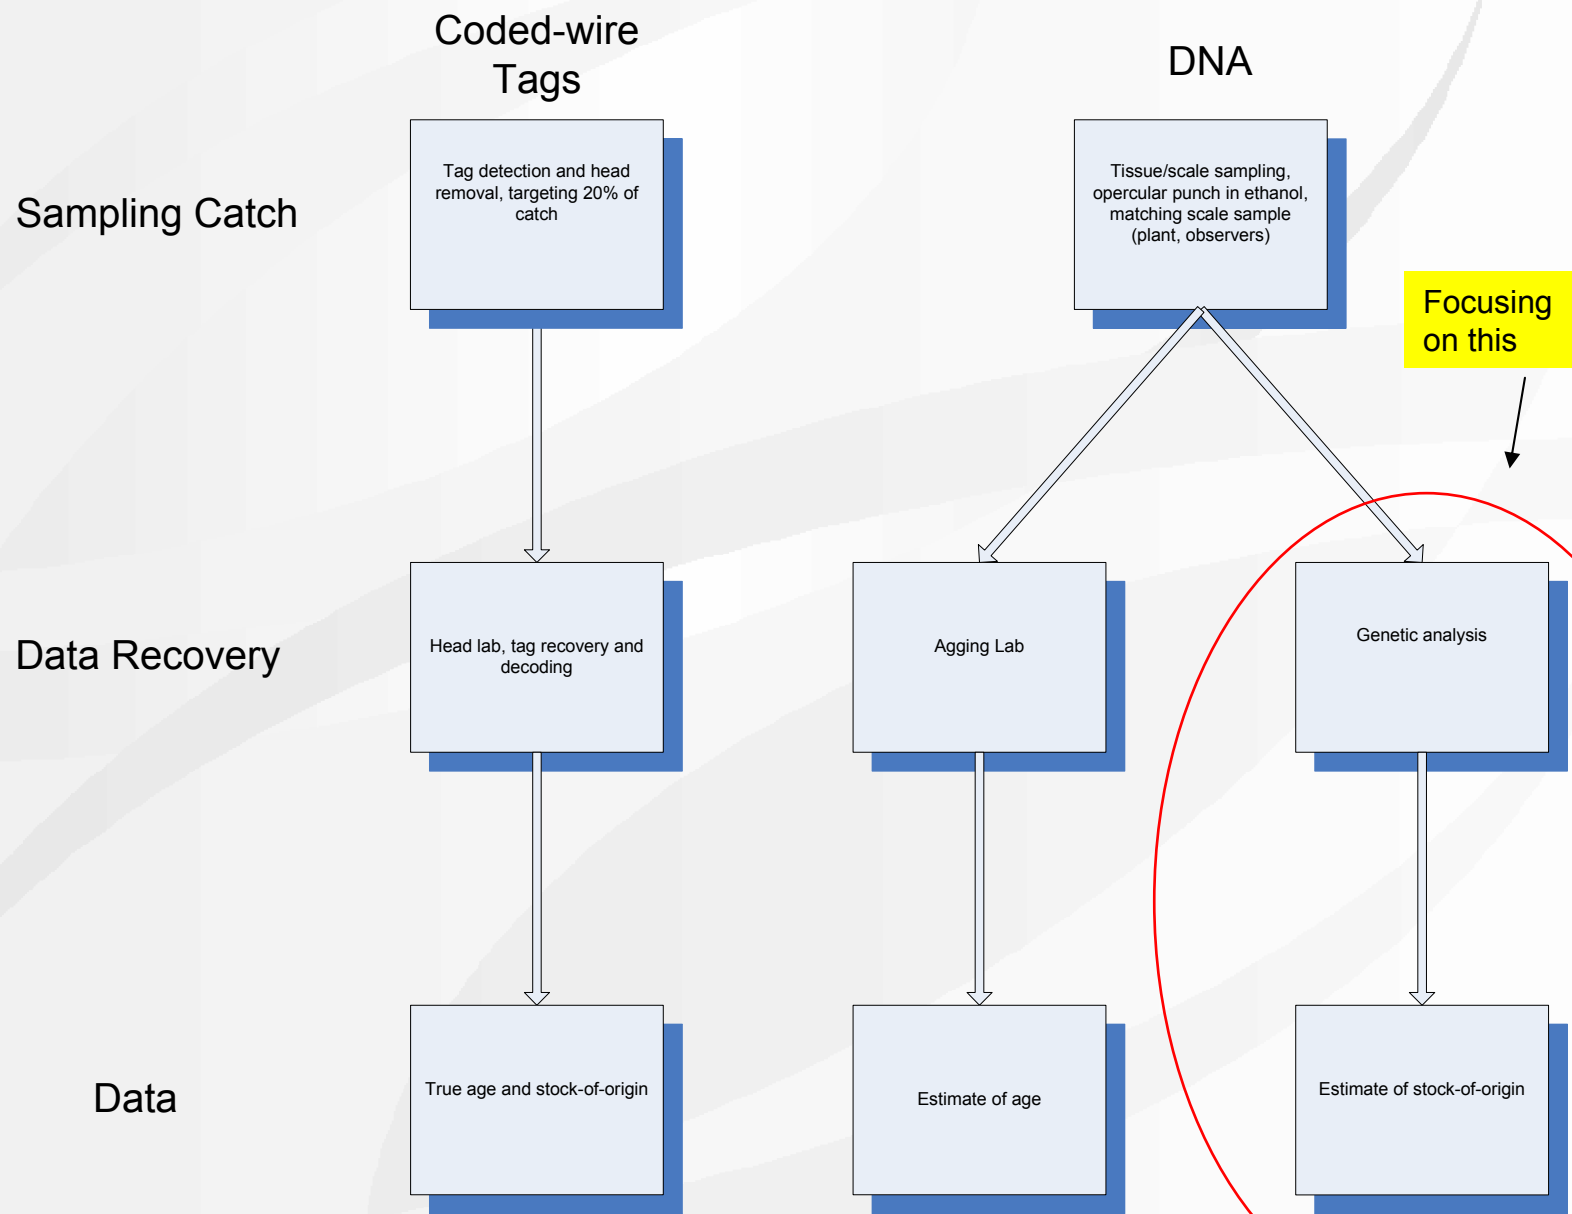 Coded-wire
Tags
DNA
Sampling Catch
Tag detection and head
removal, targeting 20% of
catch
Tissue/scale sampling,
opercular punch in ethanol,
matching scale sample
(plant, observers)
Focusing
on this
Data Recovery
Head lab, tag recovery and
decoding
Agging Lab
Genetic analysis
Data
True age and stock-of-origin
Estimate of age
Estimate of stock-of-origin